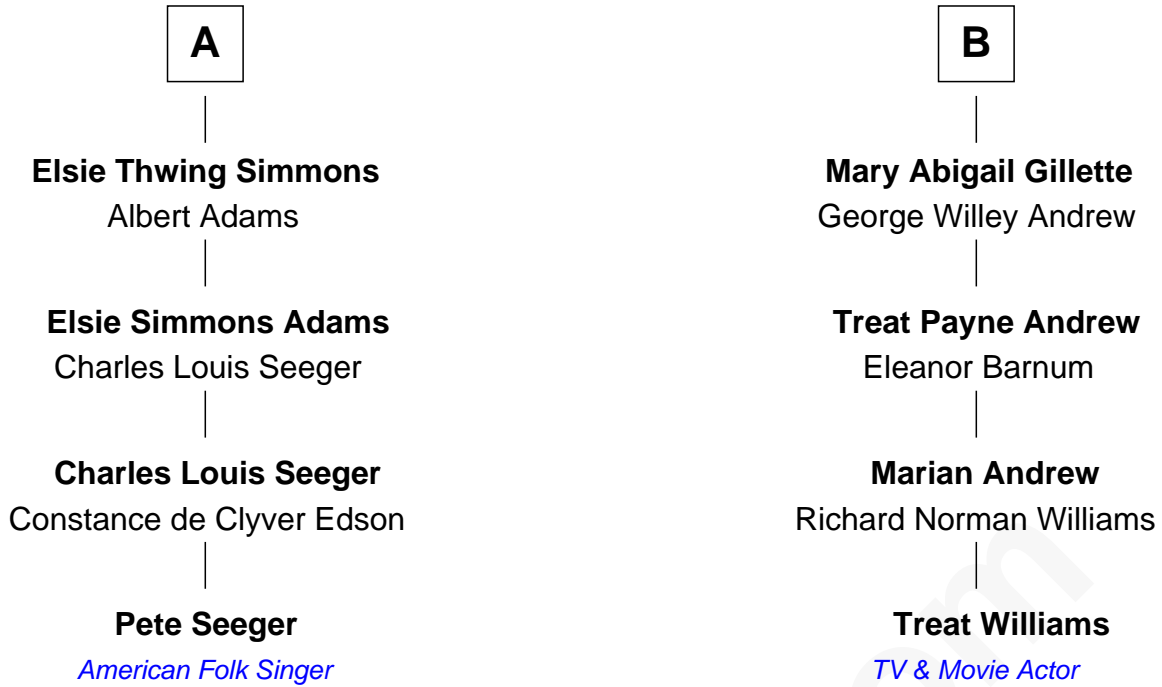 A
Elsie Thwing Simmons
Albert Adams
Elsie Simmons Adams
Charles Louis Seeger
Charles Louis Seeger
Constance de Clyver Edson
Pete Seeger
American Folk Singer
B
Mary Abigail Gillette
George Willey Andrew
Treat Payne Andrew
Eleanor Barnum
Marian Andrew
Richard Norman Williams
Treat Williams
TV & Movie Actor
om